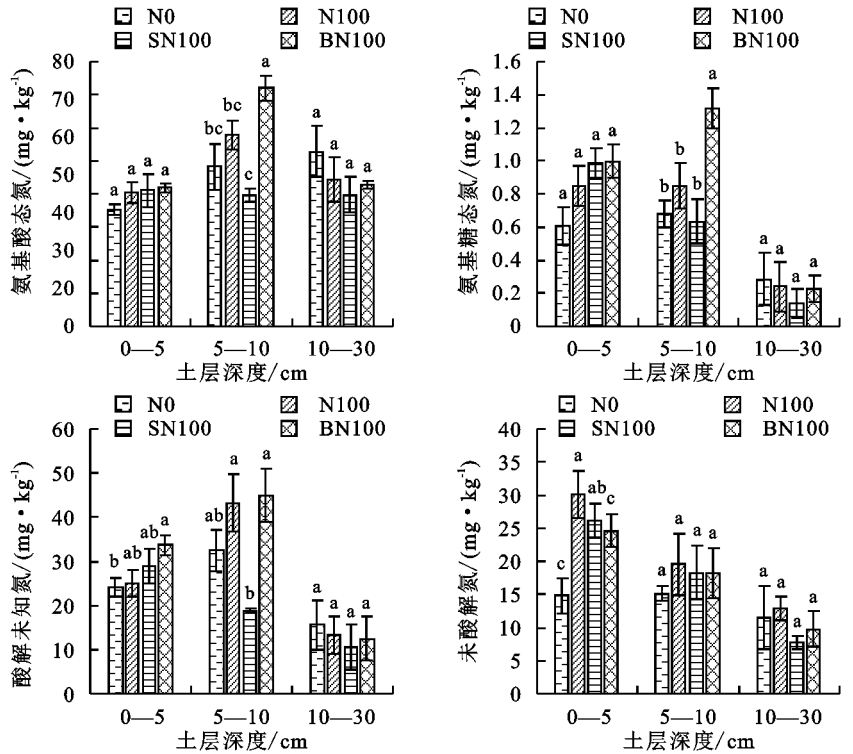 N0 N100
SN100 BN100
氨基酸态氮/(mg·kg⁻¹)
80
70
60
50
40
30
20
10
0
a a a a
bc bc c a
a a a a
0—5 5—10 10—30
土层深度/cm
N0 N100
SN100 BN100
氨基糖态氮/(mg·kg⁻¹)
1.6
1.4
1.2
1.0
0.8
0.6
0.4
0.2
0
a a a a
b b b a
a a a a
0—5 5—10 10—30
土层深度/cm
N0 N100
SN100 BN100
酸解未知氮/(mg·kg⁻¹)
60
50
40
30
20
10
0
b ab ab a
ab a b a
a a a a
0—5 5—10 10—30
土层深度/cm
N0 N100
SN100 BN100
未酸解氮/(mg·kg⁻¹)
40
35
30
25
20
15
10
5
0
c a ab c
a a a a
a a a a
0—5 5—10 10—30
土层深度/cm